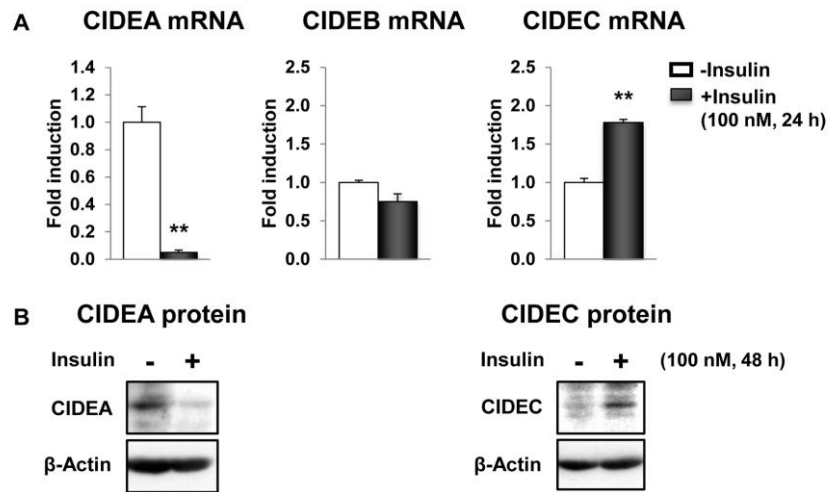 A
CIDEA mRNA
CIDEB mRNA
CIDEC mRNA
Fold induction
1.4
1.2
1.0
0.8
0.6
0.4
0.2
0.0
**
Fold induction
2.5
2.0
1.5
1.0
0.5
0.0
Fold induction
2.5
2.0
1.5
1.0
0.5
0.0
**
-Insulin
+Insulin
(100 nM, 24 h)
B
CIDEA protein
CIDEC protein
Insulin - +
Insulin - + (100 nM, 48 h)
CIDEA
CIDEC
β-Actin
β-Actin